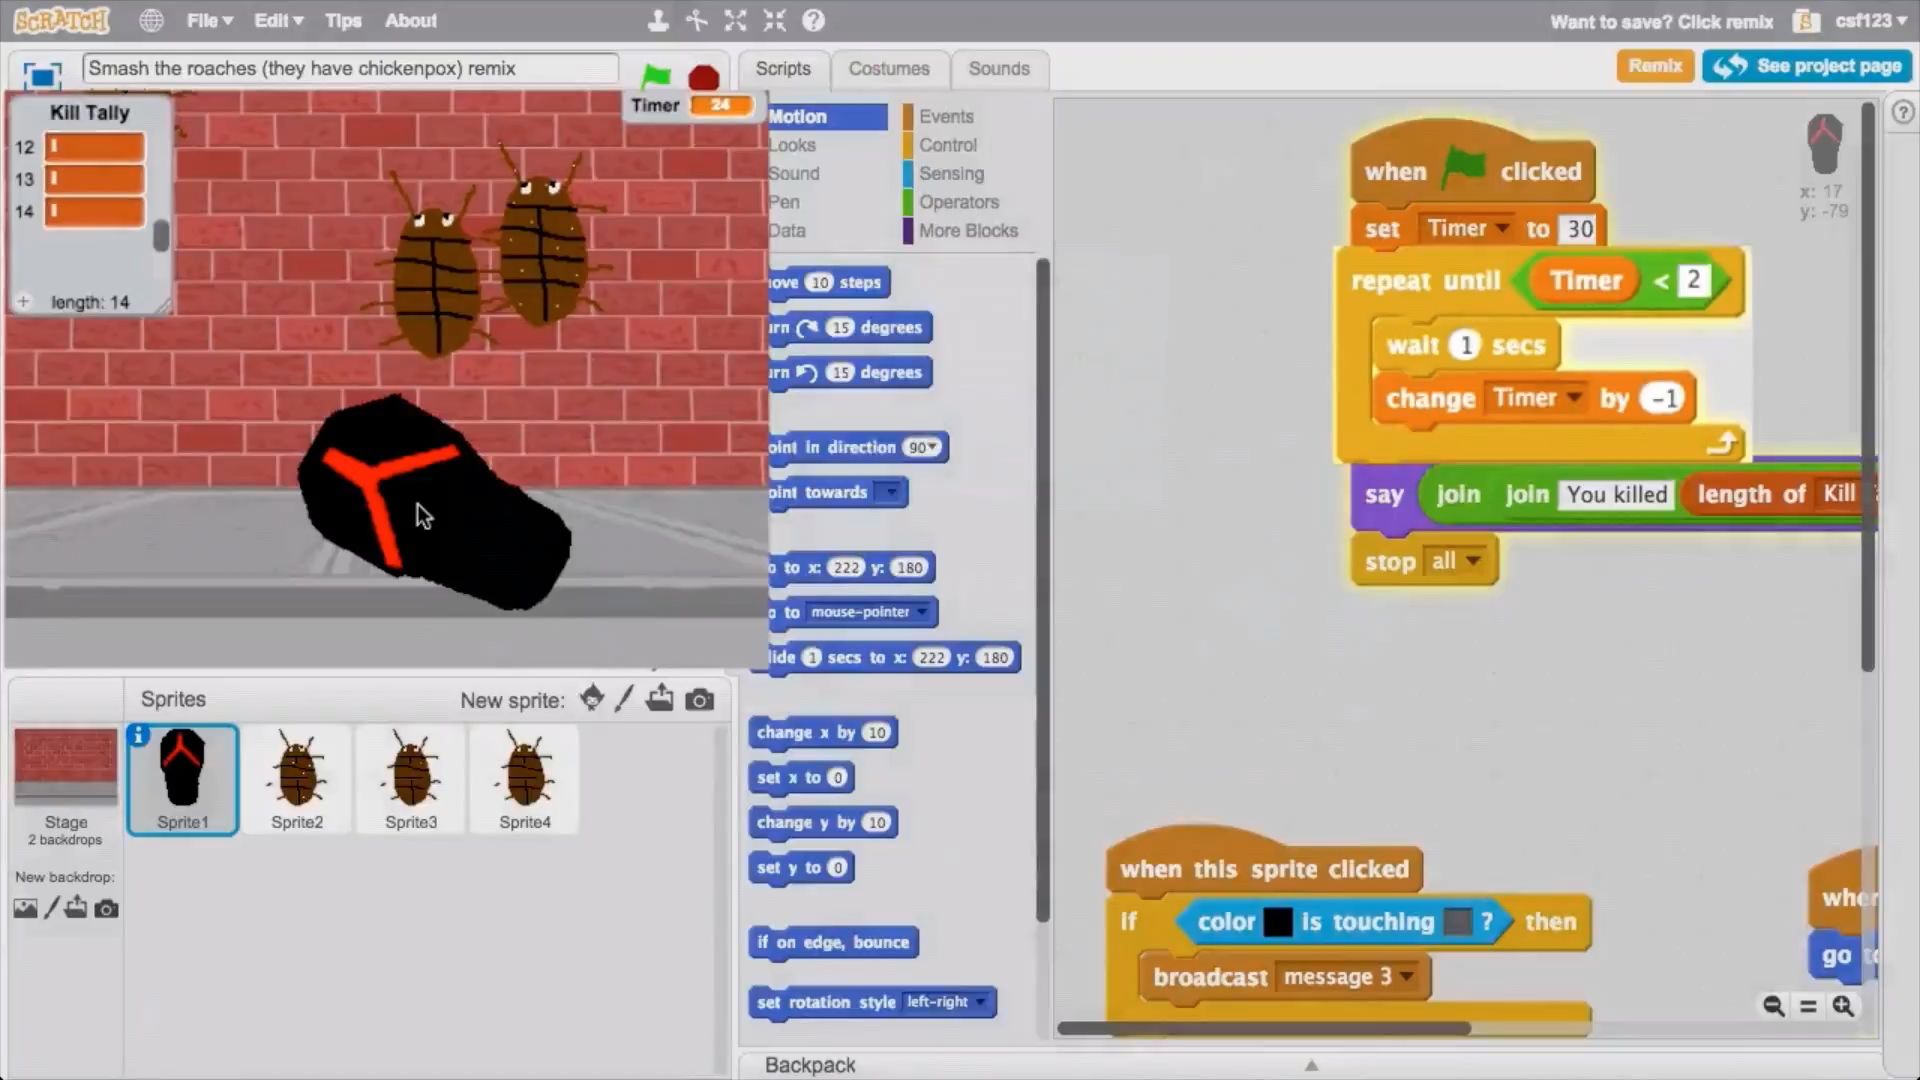 SCRATCH File Edit Tips About Want to save? Click remix csf123
Smash the roaches (they have chickenpox) remix
Scripts Costumes Sounds
Remix See project page
Kill Tally
12
13
14
+ length: 14
Timer 24
Motion Events
Looks Control
Sound Sensing
Pen Operators
Data More Blocks
ove 10 steps
urn 15 degrees
urn 15 degrees
oint in direction 90
oint towards
o to x: 222 y: 180
o to mouse-pointer
lide 1 secs to x: 222 y: 180
change x by 10
set x to 0
change y by 10
set y to 0
if on edge, bounce
set rotation style left-right
when clicked
set Timer to 30
repeat until Timer < 2
wait 1 secs
change Timer by -1
say join join You killed length of Kill
stop all
x: 17
y: -79
when this sprite clicked
if color is touching ? then
broadcast message 3
whe
go to
Sprites New sprite:
Stage
2 backdrops
New backdrop:
Sprite1 Sprite2 Sprite3 Sprite4
Backpack